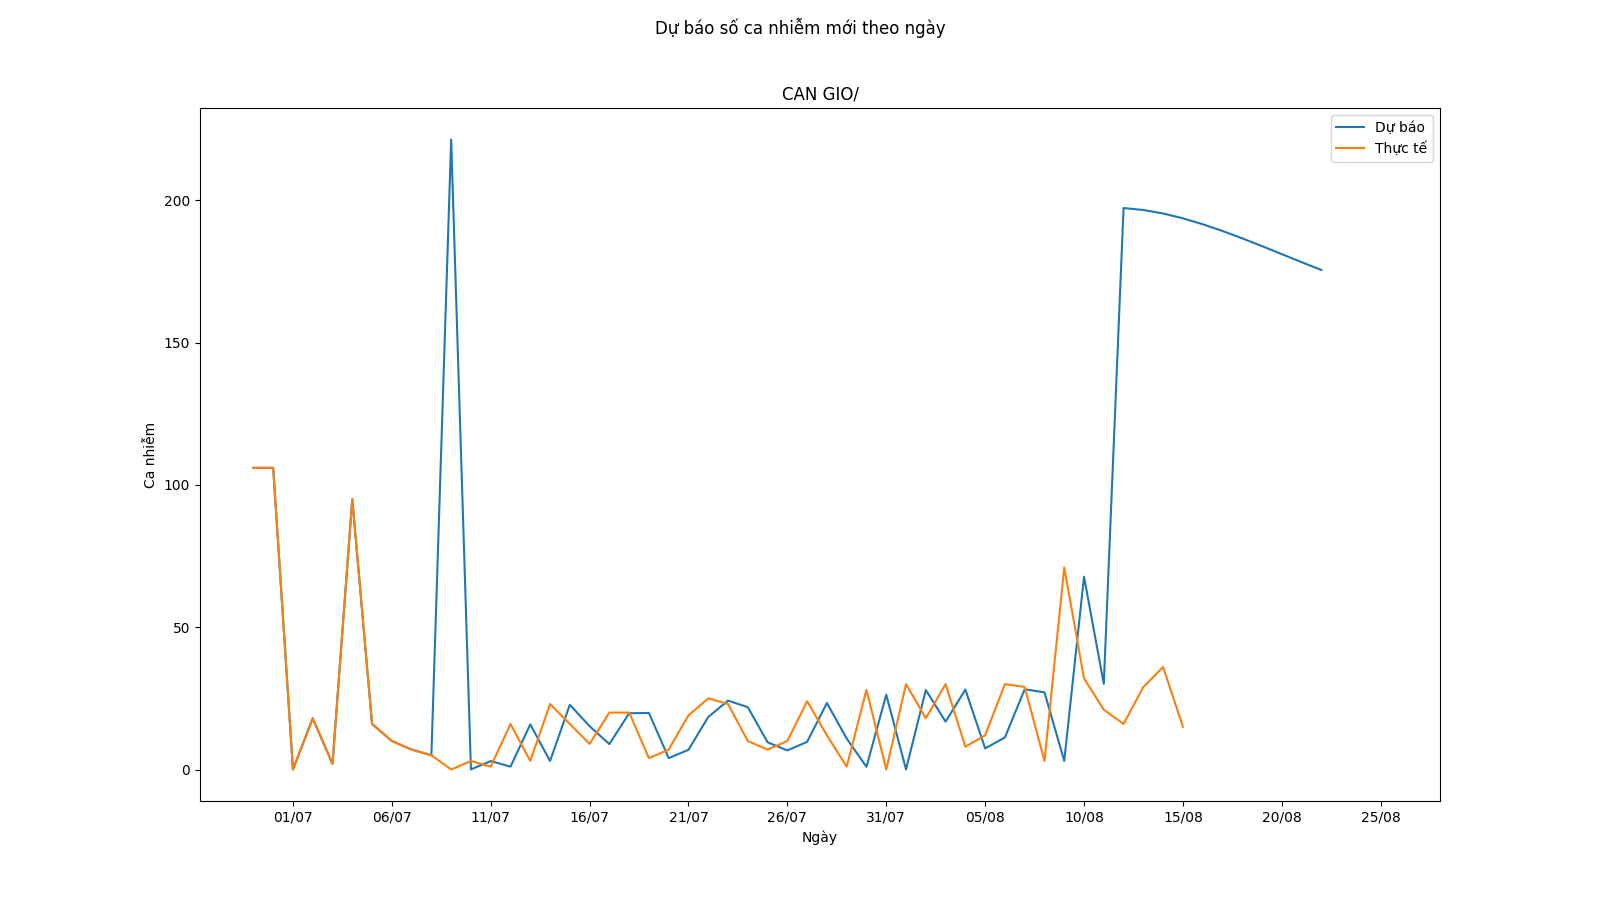 Dự báo số ca nhiễm mới theo ngày
CAN GIO/
Dự báo
Thực tế
200
150
100
50
0
Ca nhiễm
01/07 06/07 11/07 16/07 21/07 26/07 31/07 05/08 10/08 15/08 20/08 25/08
Ngày